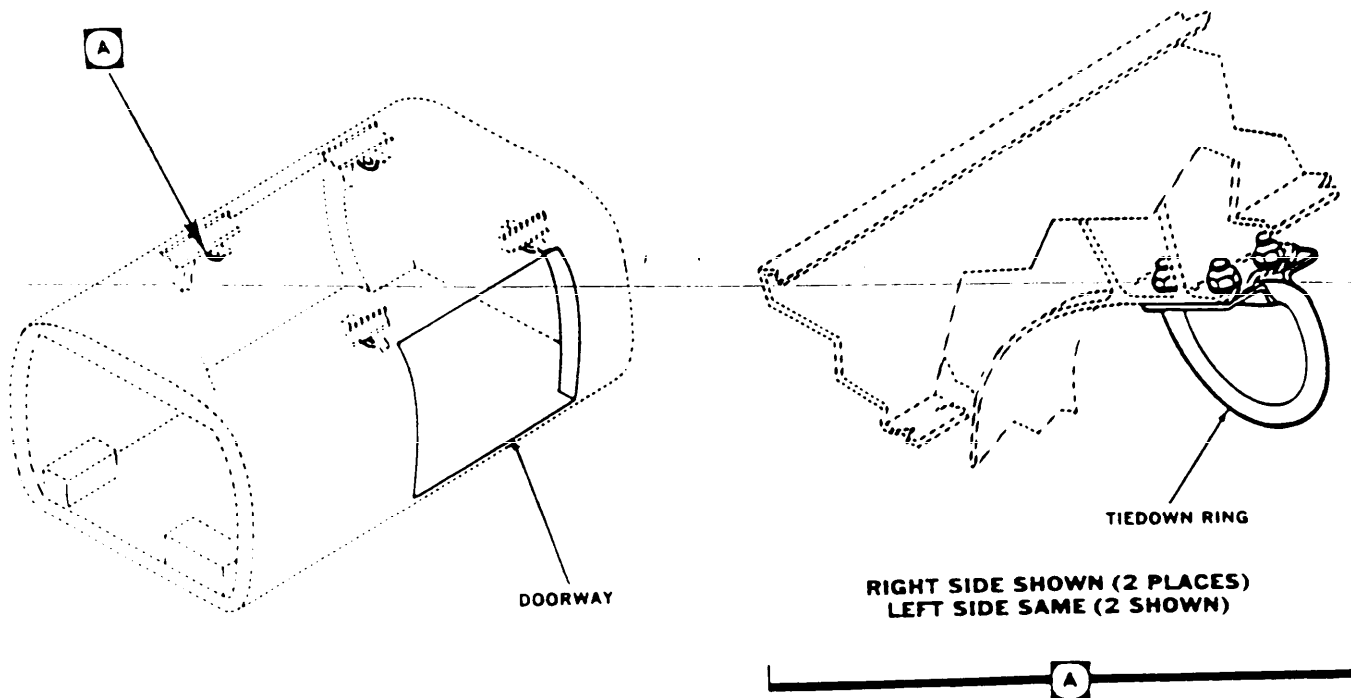 A
DOORWAY
TIEDOWN RING
RIGHT SIDE SHOWN (2 PLACES)
LEFT SIDE SAME (2 SHOWN)
A